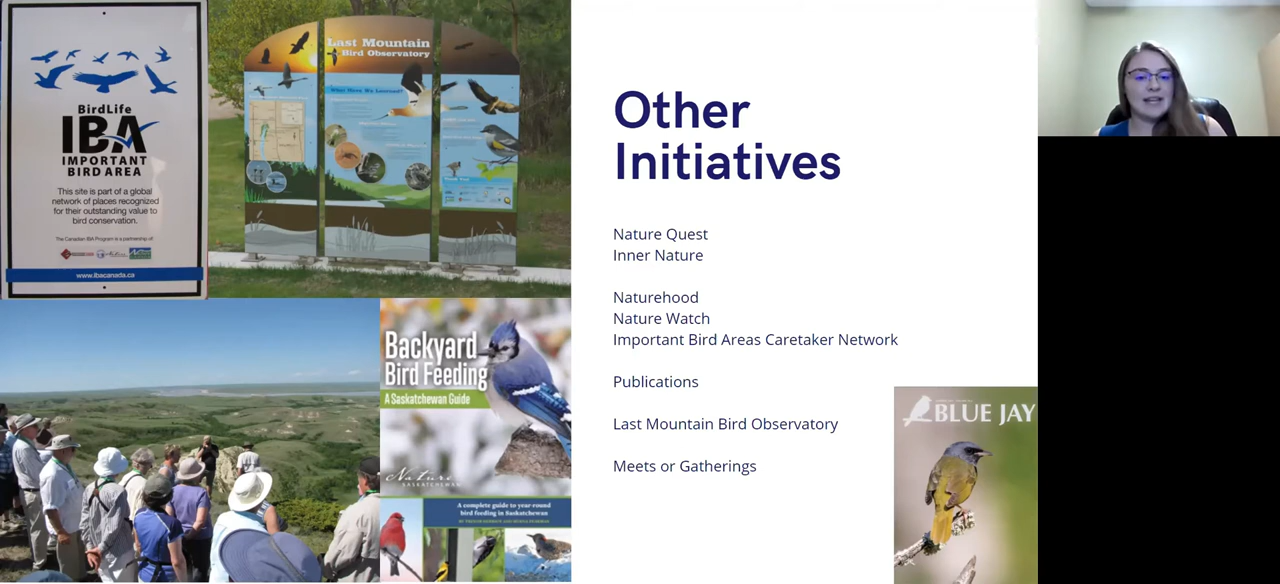 BirdLife
IBA
IMPORTANT
BIRD AREA
This site is part of a global
network of places recognized
for their outstanding value to
bird conservation.
The Canadian IBA Program is a partnership of
www.ibacanada.ca
Last Mountain
Bird Observatory
What Have We Learned?
Other
Initiatives
Nature Quest
Inner Nature
Naturehood
Nature Watch
Important Bird Areas Caretaker Network
Publications
Last Mountain Bird Observatory
Meets or Gatherings
Backyard
Bird Feeding
A Saskatchewan Guide
Nature
SASKATCHEWAN
A complete guide to year-round
bird feeding in Saskatchewan
BLUE JAY